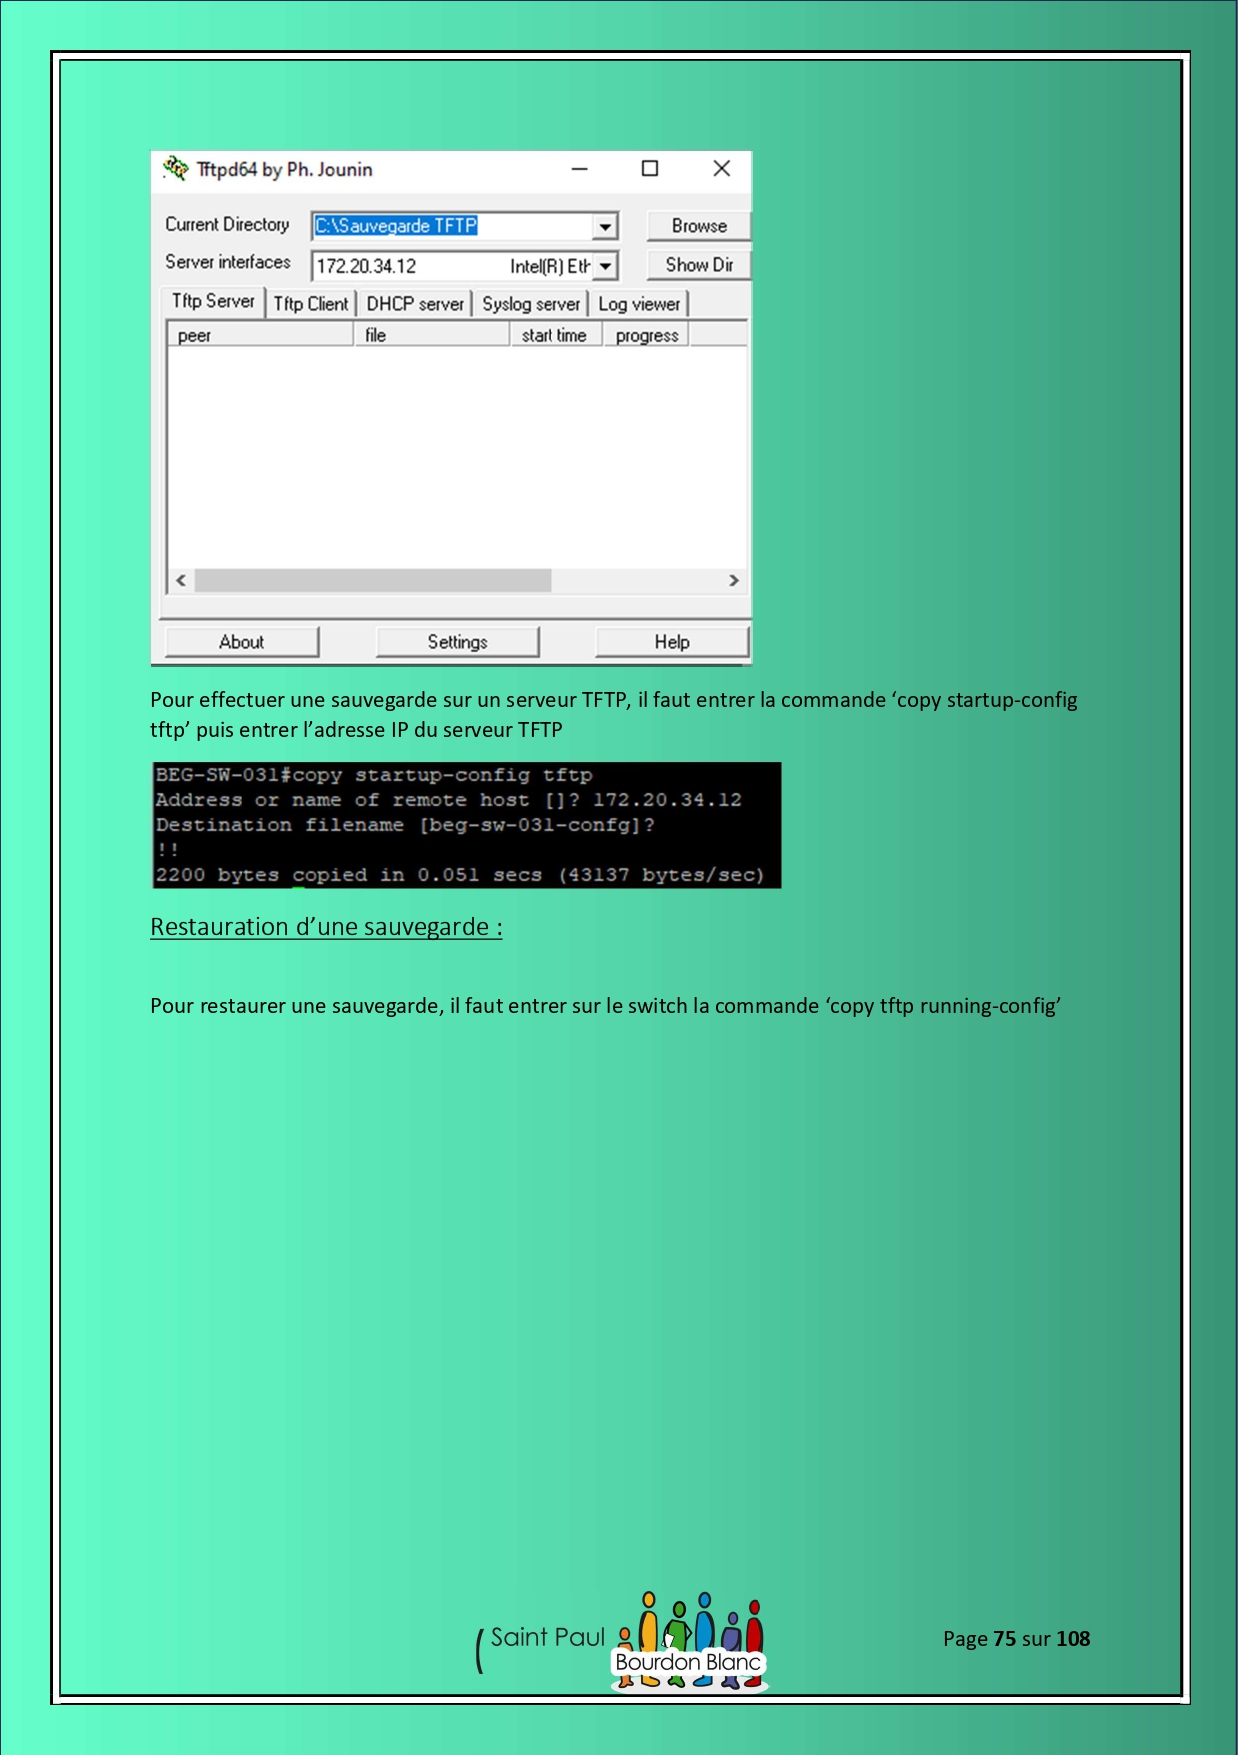 Tftpd64 by Ph. Jounin
Current Directory C:\Sauvegarde TFTP Browse
Server interfaces 172.20.34.12 Intel(R) Eth Show Dir
Tftp Server Tftp Client DHCP server Syslog server Log viewer
peer file start time progress
About Settings Help
Pour effectuer une sauvegarde sur un serveur TFTP, il faut entrer la commande ‘copy startup-config
tftp’ puis entrer l’adresse IP du serveur TFTP
BEG-SW-031#copy startup-config tftp
Address or name of remote host []? 172.20.34.12
Destination filename [beg-sw-031-confg]?
!!
2200 bytes copied in 0.051 secs (43137 bytes/sec)
Restauration d’une sauvegarde :
Pour restaurer une sauvegarde, il faut entrer sur le switch la commande ‘copy tftp running-config’
Saint Paul
Bourdon Blanc
Page 75 sur 108